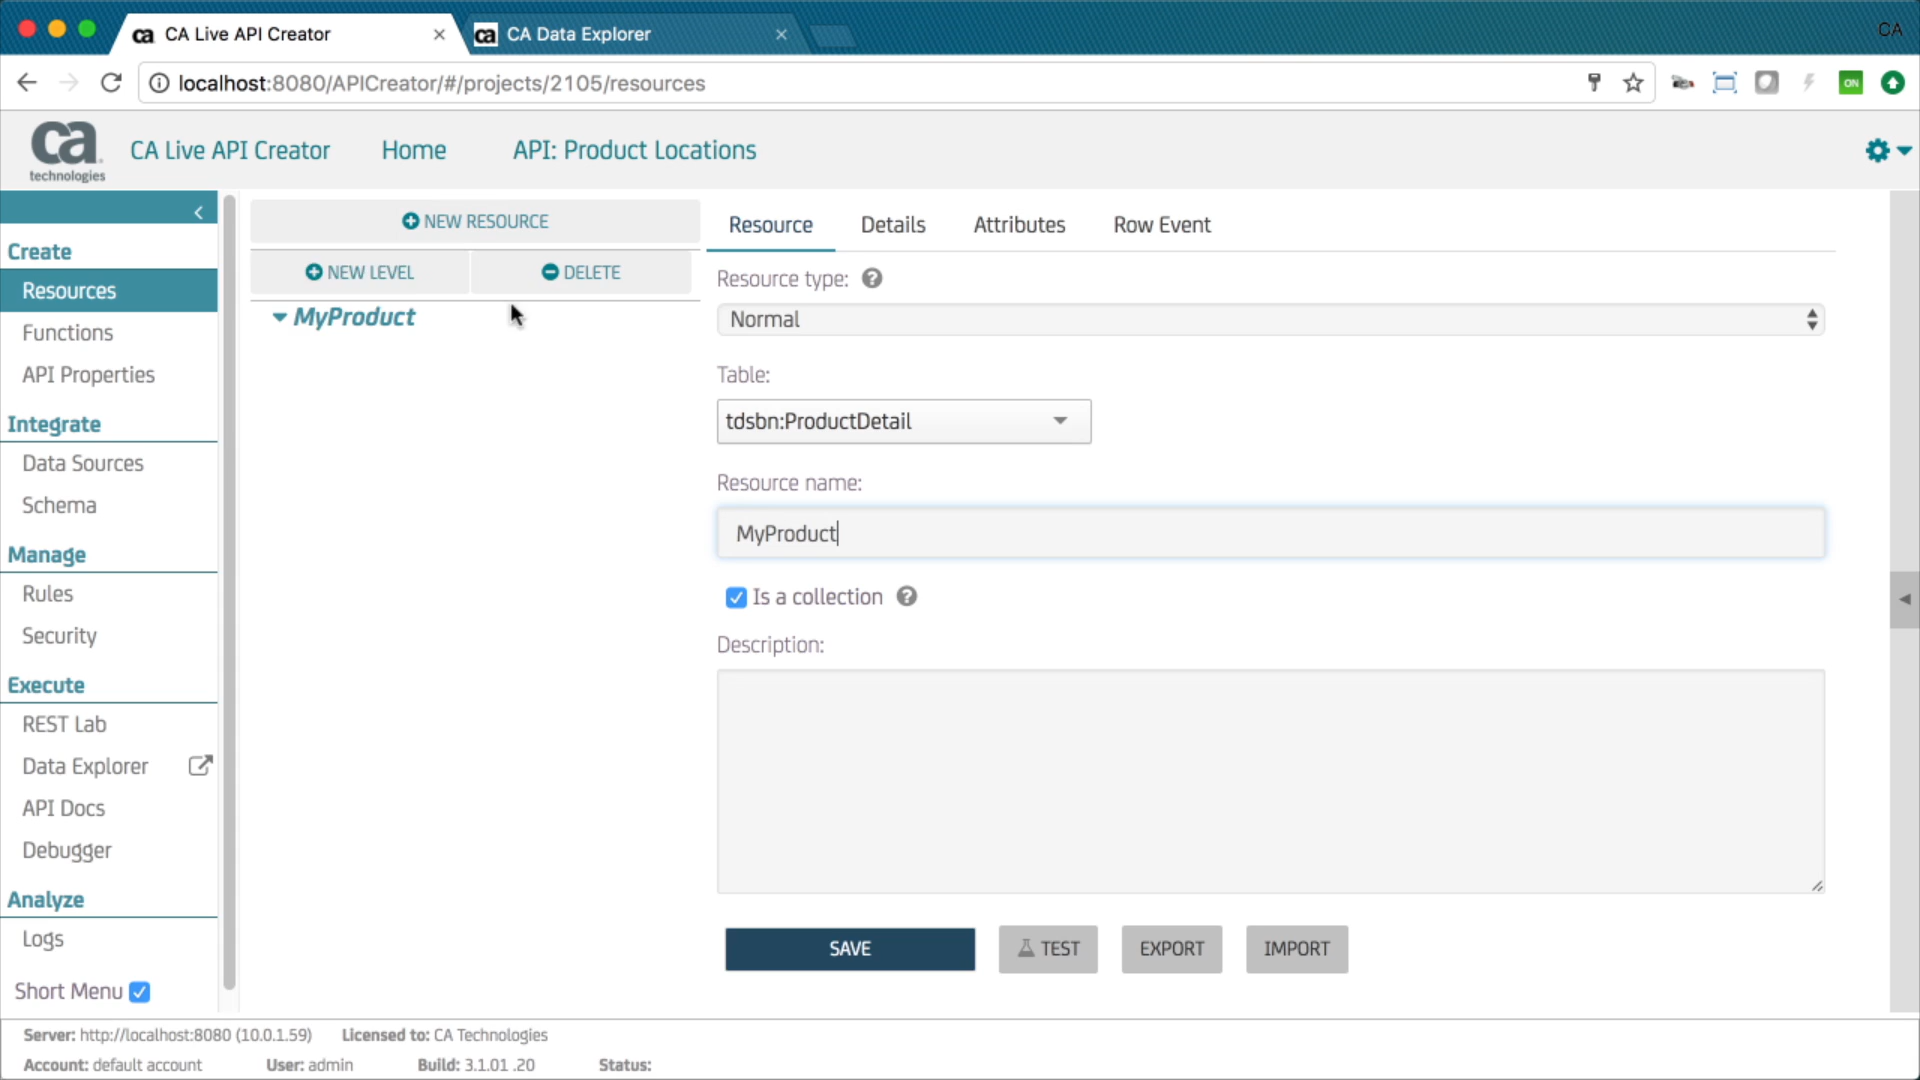 ca CA Live API Creator × ca CA Data Explorer × CA
localhost:8080/APICreator/#/projects/2105/resources ON
ca technologies CA Live API Creator Home API: Product Locations
Create
Resources
Functions
API Properties
Integrate
Data Sources
Schema
Manage
Rules
Security
Execute
REST Lab
Data Explorer
API Docs
Debugger
Analyze
Logs
Short Menu
NEW RESOURCE
NEW LEVEL DELETE
MyProduct
Resource Details Attributes Row Event
Resource type: ?
Normal
Table:
tdsbn:ProductDetail
Resource name:
MyProduct
Is a collection ?
Description:
SAVE TEST EXPORT IMPORT
Server: http://localhost:8080 (10.0.1.59) Licensed to: CA Technologies
Account: default account User: admin Build: 3.1.01 .20 Status: